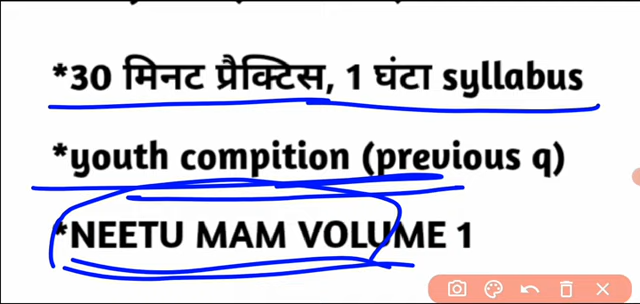 *30 मिनट प्रैक्टिस, 1 घंटा syllabus
*youth compition (previous q)
*NEETU MAM VOLUME 1